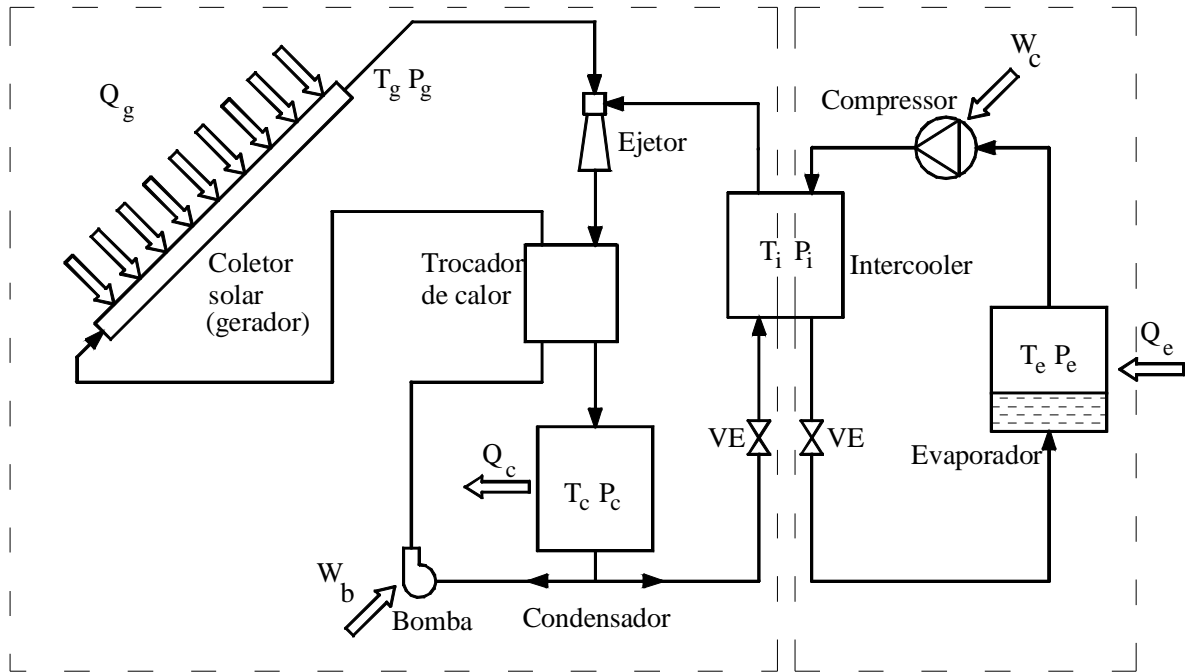 Q_g
T_g P_g
Ejetor
Coletor
solar
(gerador)
Trocador
de calor
Q_c
T_c P_c
W_b
Bomba
Condensador
VE
VE
T_i P_i
Intercooler
Compressor
W_c
T_e P_e
Q_e
Evaporador